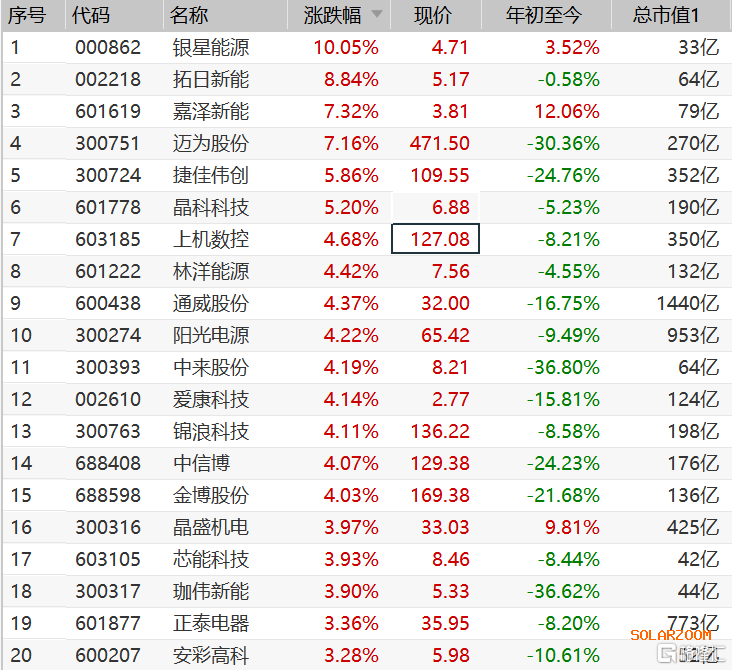 序号 代码 名称 涨跌幅 现价 年初至今 总市值1
1 000862 银星能源 10.05% 4.71 3.52% 33亿
2 002218 拓日新能 8.84% 5.17 -0.58% 64亿
3 601619 嘉泽新能 7.32% 3.81 12.06% 79亿
4 300751 迈为股份 7.16% 471.50 -30.36% 270亿
5 300724 捷佳伟创 5.86% 109.55 -24.76% 352亿
6 601778 晶科科技 5.20% 6.88 -5.23% 190亿
7 603185 上机数控 4.68% 127.08 -8.21% 350亿
8 601222 林洋能源 4.42% 7.56 -4.55% 132亿
9 600438 通威股份 4.37% 32.00 -16.75% 1440亿
10 300274 阳光电源 4.22% 65.42 -9.49% 953亿
11 300393 中来股份 4.19% 8.21 -36.80% 64亿
12 002610 爱康科技 4.14% 2.77 -15.81% 124亿
13 300763 锦浪科技 4.11% 136.22 -8.58% 198亿
14 688408 中信博 4.07% 129.38 -24.23% 176亿
15 688598 金博股份 4.03% 169.38 -21.68% 136亿
16 300316 晶盛机电 3.97% 33.03 9.81% 425亿
17 603105 芯能科技 3.93% 8.46 -8.44% 42亿
18 300317 珈伟新能 3.90% 5.33 -36.62% 44亿
19 601877 正泰电器 3.36% 35.95 -8.20% 773亿
SOLARZOOM
20 600207 安彩高科 3.28% 5.98 -10.61%